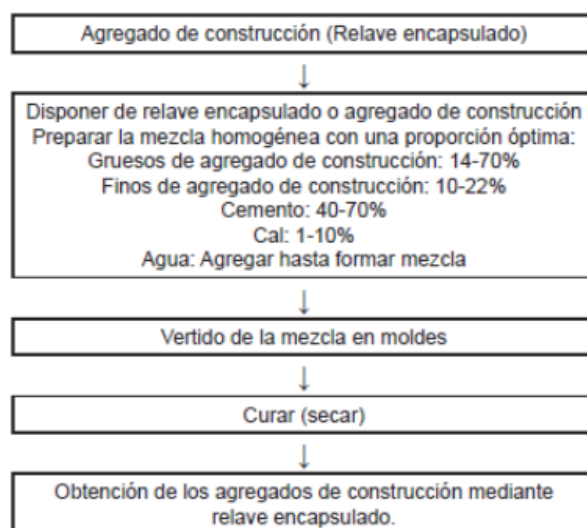 Agregado de construcción (Relave encapsulado)
↓
Disponer de relave encapsulado o agregado de construcción
Preparar la mezcla homogénea con una proporción óptima:
Gruesos de agregado de construcción: 14-70%
Finos de agregado de construcción: 10-22%
Cemento: 40-70%
Cal: 1-10%
Agua: Agregar hasta formar mezcla
↓
Vertido de la mezcla en moldes
↓
Curar (secar)
↓
Obtención de los agregados de construcción mediante
relave encapsulado.